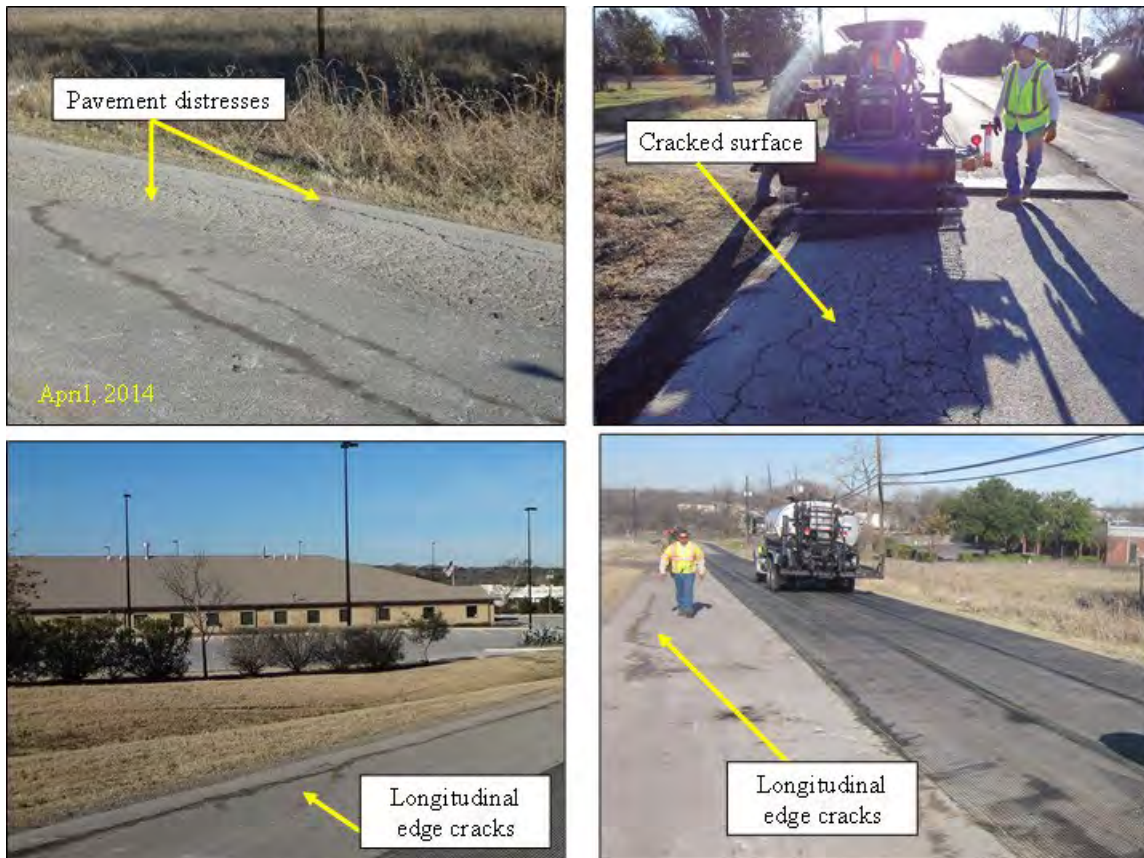 Pavement distresses
April, 2014
Cracked surface
Longitudinal
edge cracks
Longitudinal
edge cracks